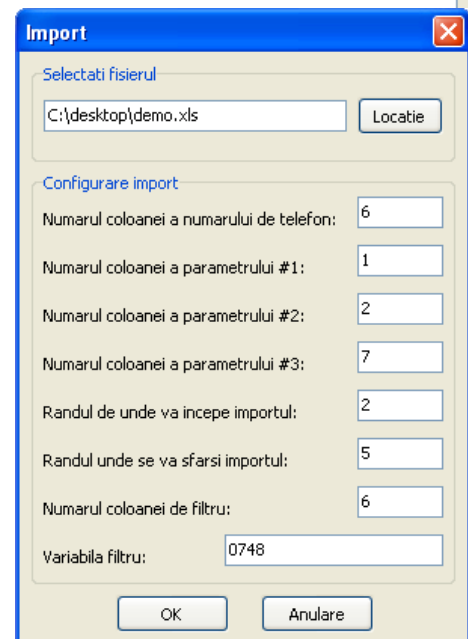 Import
Selectati fisierul
C:\desktop\demo.xls Locatie
Configurare import
Numarul coloanei a numarului de telefon: 6
Numarul coloanei a parametrului #1: 1
Numarul coloanei a parametrului #2: 2
Numarul coloanei a parametrului #3: 7
Randul de unde va incepe importul: 2
Randul unde se va sfarsi importul: 5
Numarul coloanei de filtru: 6
Variabila filtru: 0748
OK Anulare